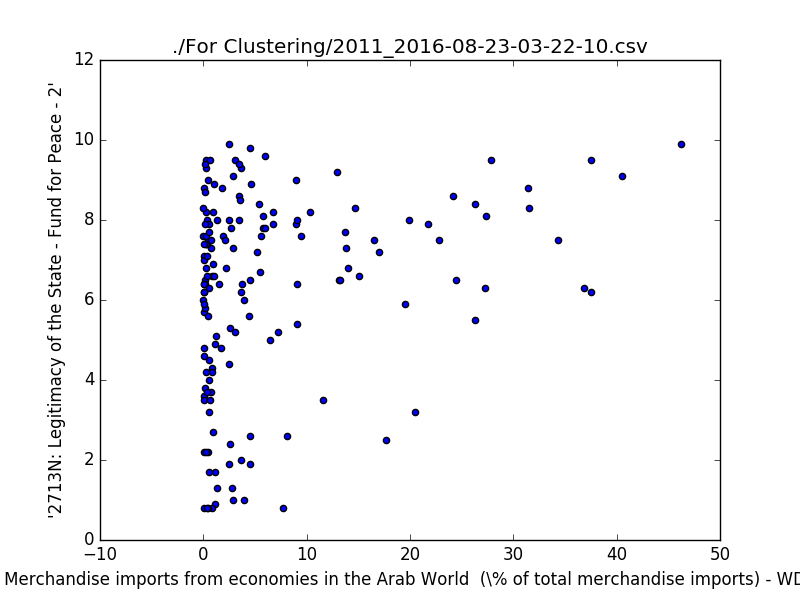 ./For Clustering/2011_2016-08-23-03-22-10.csv
'2713N: Legitimacy of the State - Fund for Peace - 2'
12
10
8
6
4
2
0
−10 0 10 20 30 40 50
Merchandise imports from economies in the Arab World (\% of total merchandise imports) - WD